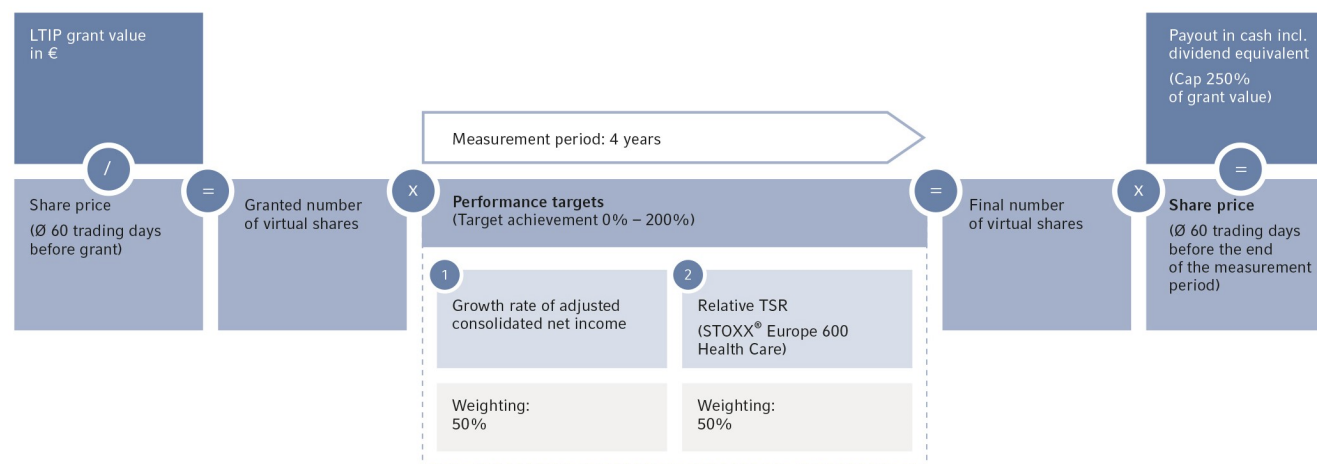 LTIP grant value
in €
/
Share price
(Ø 60 trading days
before grant)
=
Granted number
of virtual shares
x
Measurement period: 4 years
Performance targets
(Target achievement 0% – 200%)
1
Growth rate of adjusted
consolidated net income
Weighting:
50%
2
Relative TSR
(STOXX® Europe 600
Health Care)
Weighting:
50%
=
Final number
of virtual shares
x
Payout in cash incl.
dividend equivalent
(Cap 250%
of grant value)
=
Share price
(Ø 60 trading days
before the end
of the measurement
period)